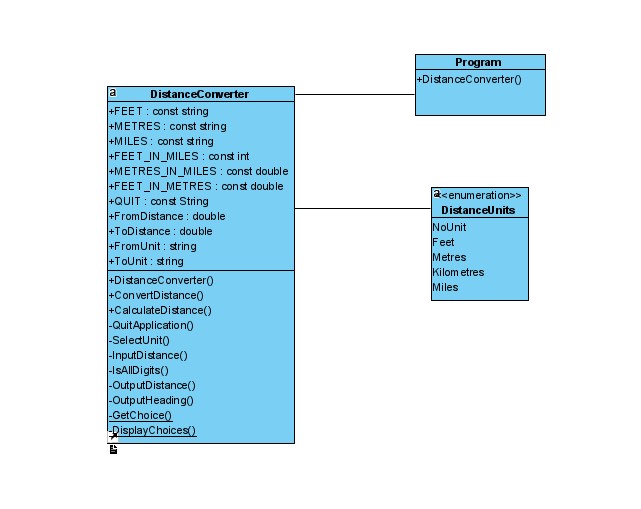 a
DistanceConverter
+FEET : const string
+METRES : const string
+MILES : const string
+FEET_IN_MILES : const int
+METRES_IN_MILES : const double
+FEET_IN_METRES : const double
+QUIT : const String
+FromDistance : double
+ToDistance : double
+FromUnit : string
+ToUnit : string
+DistanceConverter()
+ConvertDistance()
+CalculateDistance()
-QuitApplication()
-SelectUnit()
-InputDistance()
-IsAllDigits()
-OutputDistance()
-OutputHeading()
-GetChoice()
-DisplayChoices()
Program
+DistanceConverter()
a
<<enumeration>>
DistanceUnits
NoUnit
Feet
Metres
Kilometres
Miles